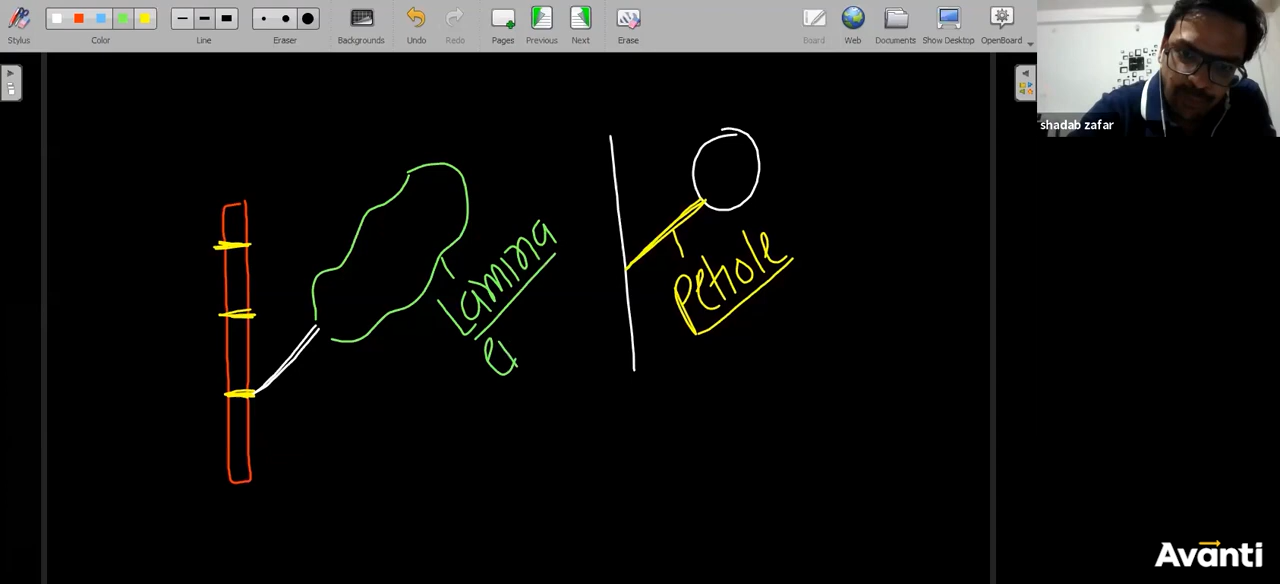 Stylus
Color
Line
Eraser
Backgrounds
Undo
Redo
Pages
Previous
Next
Erase
Board
Web
Documents
Show Desktop
OpenBoard
shadab zafar
Lamina
Petiole
Avanti